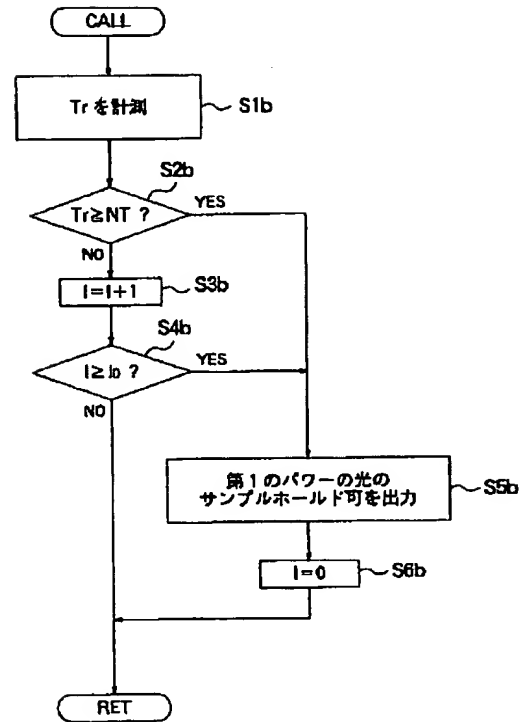 CALL
Trを計測
S1b
S2b
Tr≧NT ?
YES
NO
I=I+1
S3b
S4b
I≧Io ?
YES
NO
第1のパワーの光の
サンプルホールド可を出力
S5b
I=0
S6b
RET